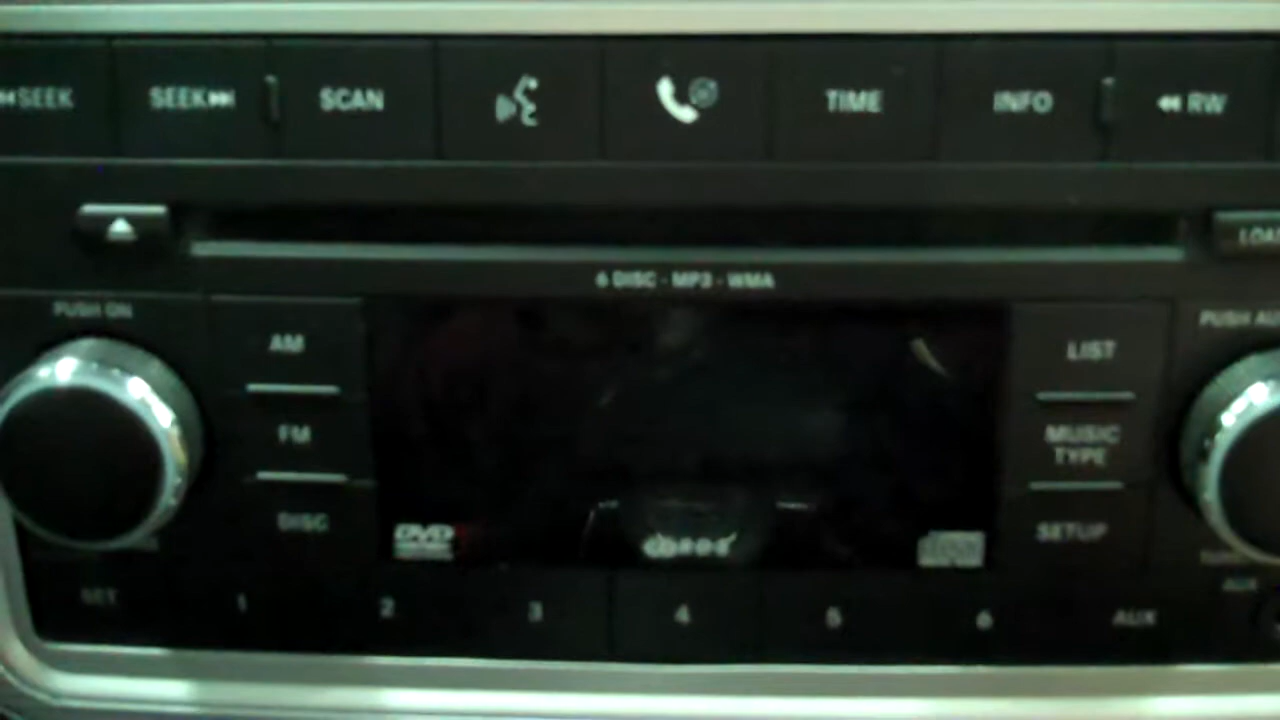 SEEK SEEK SCAN TIME INFO RW
6 DISC - MP3 - WMA
PUSH ON
AM
FM
DISC
LIST
MUSIC
TYPE
SETUP
DVD
SET 1 2 3 4 5 6 AUX
AUX